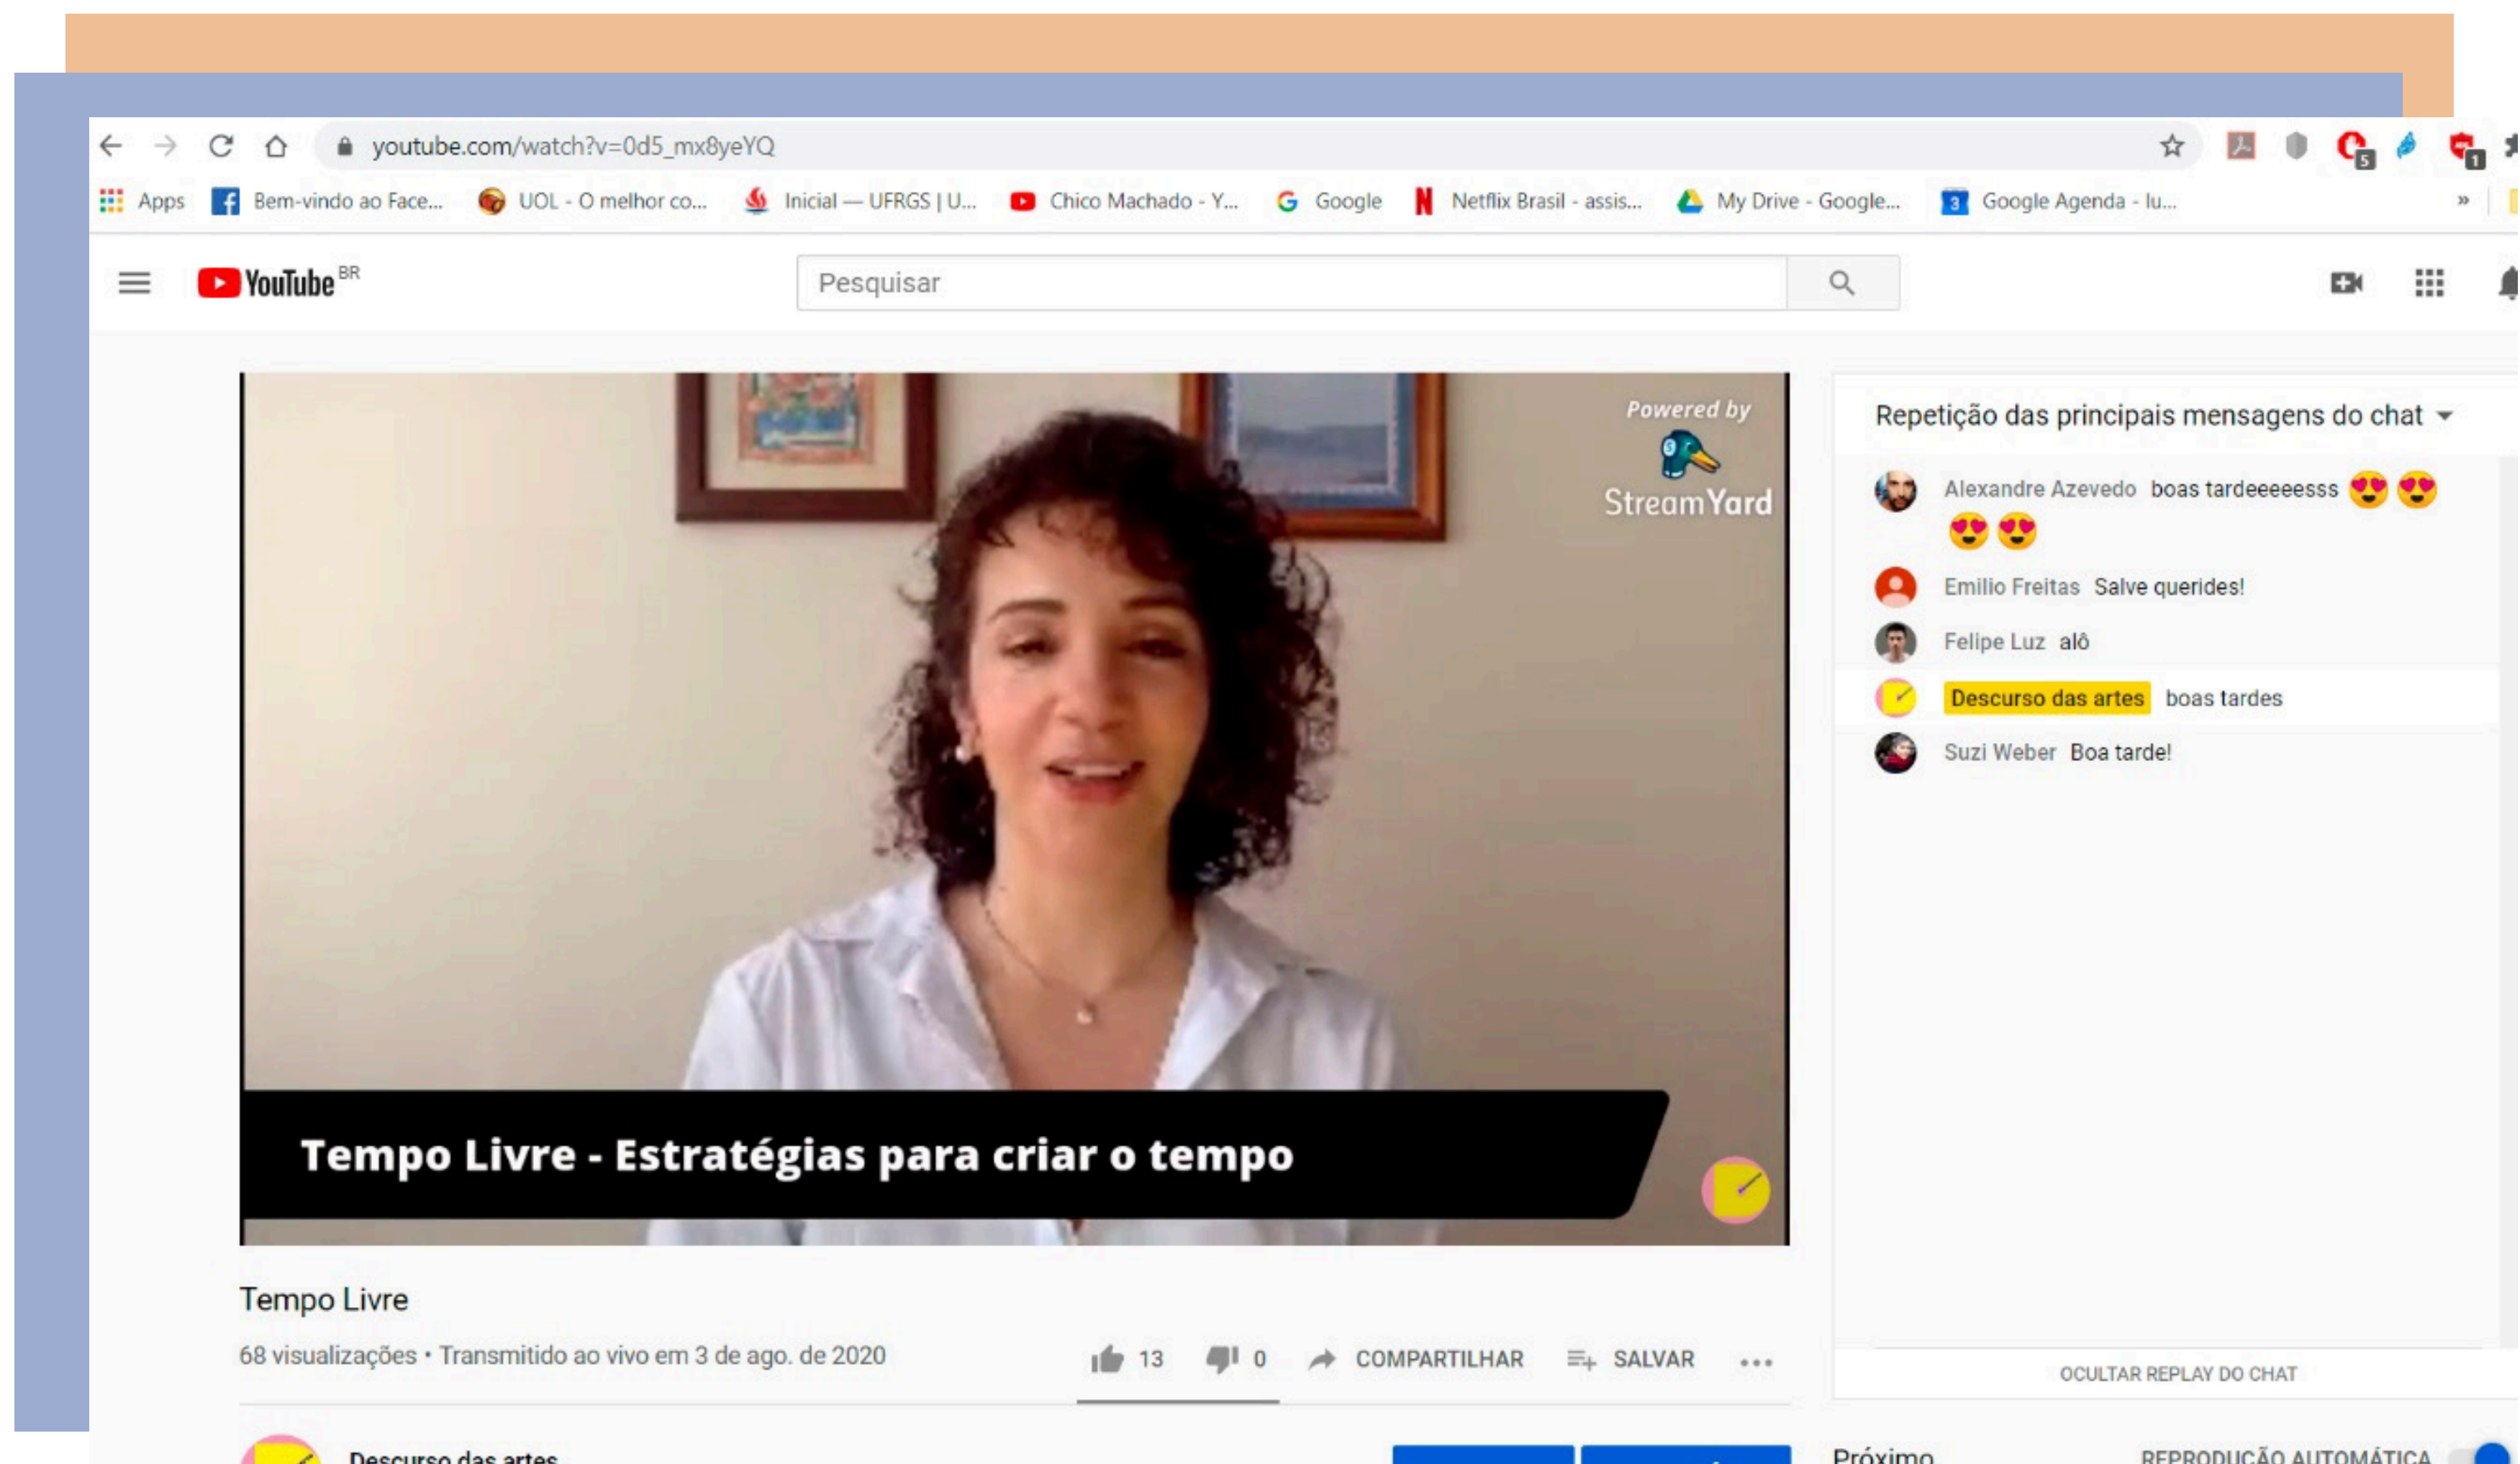 youtube.com/watch?v=0d5_mx8yeYQ
5
1
Apps Bem-vindo ao Face... UOL - O melhor co... Inicial — UFRGS | U... Chico Machado - Y... Google Netflix Brasil - assis... My Drive - Google... 3 Google Agenda - lu... »
YouTube BR
Pesquisar
Powered by
StreamYard
Tempo Livre - Estratégias para criar o tempo
Repetição das principais mensagens do chat
Alexandre Azevedo boas tardeeeeesss 😍 😍
😍 😍
Emilio Freitas Salve querides!
Felipe Luz alô
Descurso das artes boas tardes
Suzi Weber Boa tarde!
OCULTAR REPLAY DO CHAT
Tempo Livre
68 visualizações • Transmitido ao vivo em 3 de ago. de 2020
13 0 COMPARTILHAR SALVAR
Descurso das artes
Próximo REPRODUÇÃO AUTOMÁTICA